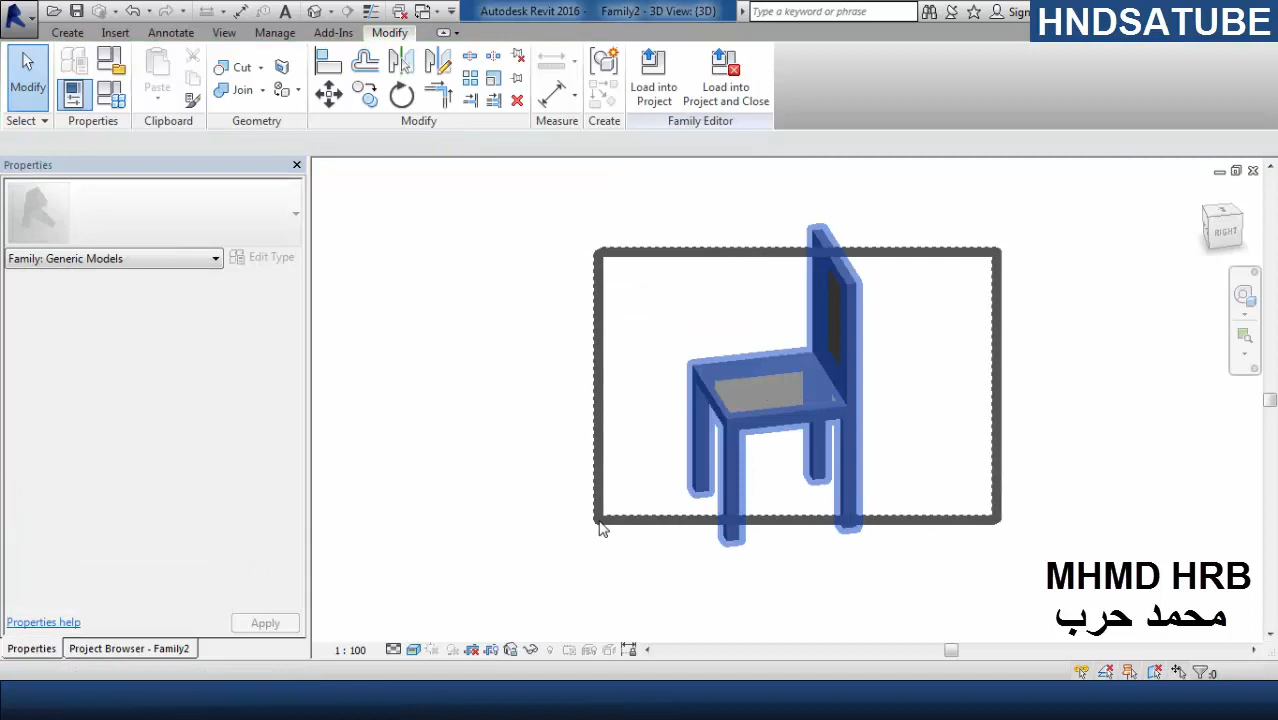 Autodesk Revit 2016 - Family2 - 3D View: {3D}
Type a keyword or phrase
Sign
HNDSATUBE
Create Insert Annotate View Manage Add-Ins Modify
Modify
Paste
Cut
Join
Load into Project
Load into Project and Close
Select Properties Clipboard Geometry Modify Measure Create Family Editor
Properties
Family: Generic Models
Edit Type
RIGHT
MHMD HRB
محمد حرب
Properties help
Apply
Properties
Project Browser - Family2
1 : 100
:0